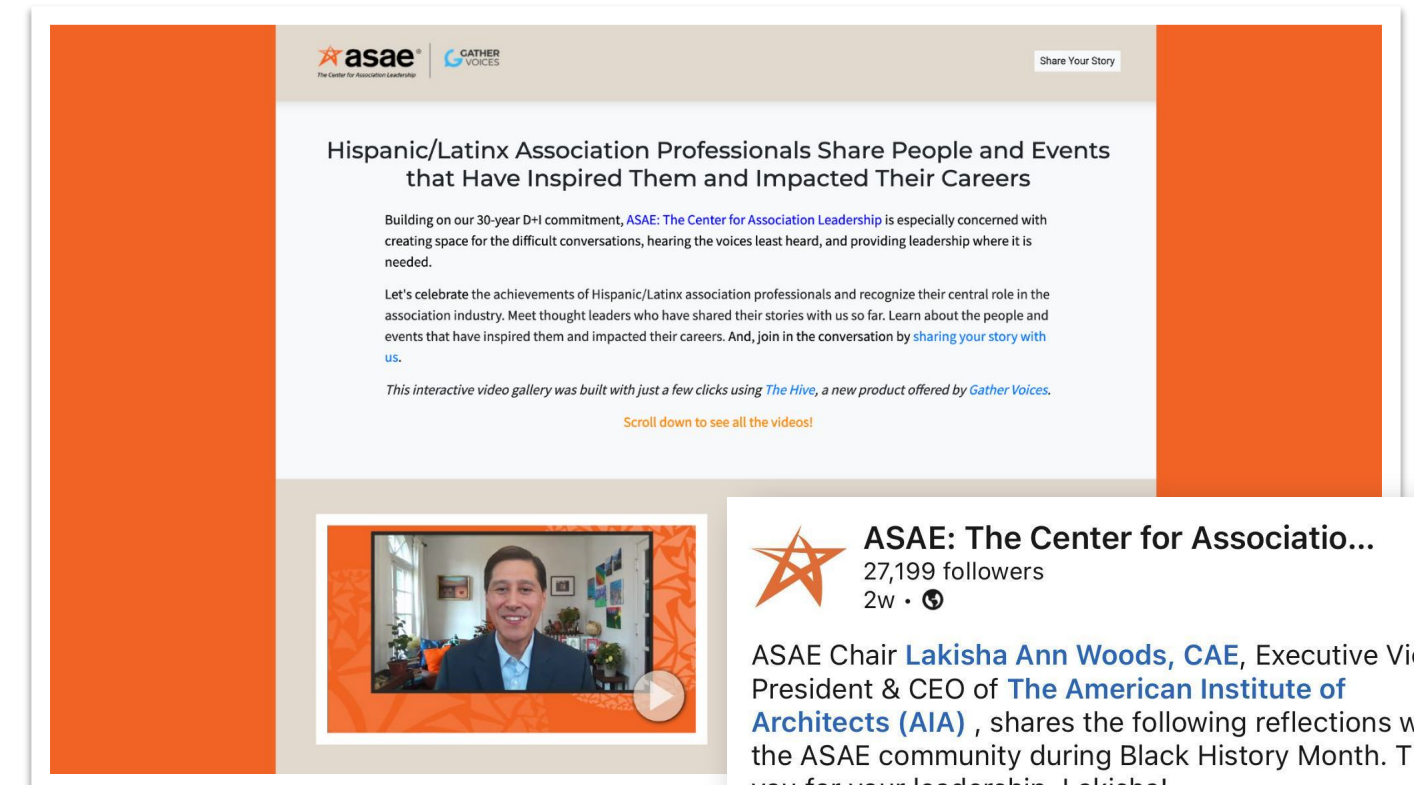 asae®
The Center for Association Leadership
GATHER
VOICES
Share Your Story
Hispanic/Latinx Association Professionals Share People and Events
that Have Inspired Them and Impacted Their Careers
Building on our 30-year D+I commitment, ASAE: The Center for Association Leadership is especially concerned with
creating space for the difficult conversations, hearing the voices least heard, and providing leadership where it is
needed.
Let's celebrate the achievements of Hispanic/Latinx association professionals and recognize their central role in the
association industry. Meet thought leaders who have shared their stories with us so far. Learn about the people and
events that have inspired them and impacted their careers. And, join in the conversation by sharing your story with
us.
This interactive video gallery was built with just a few clicks using The Hive, a new product offered by Gather Voices.
Scroll down to see all the videos!
ASAE: The Center for Associatio...
27,199 followers
2w •
ASAE Chair Lakisha Ann Woods, CAE, Executive
President & CEO of The American Institute of
Architects (AIA) , shares the following reflections
the ASAE community during Black History Month.
you for your leadership, Lakisha!